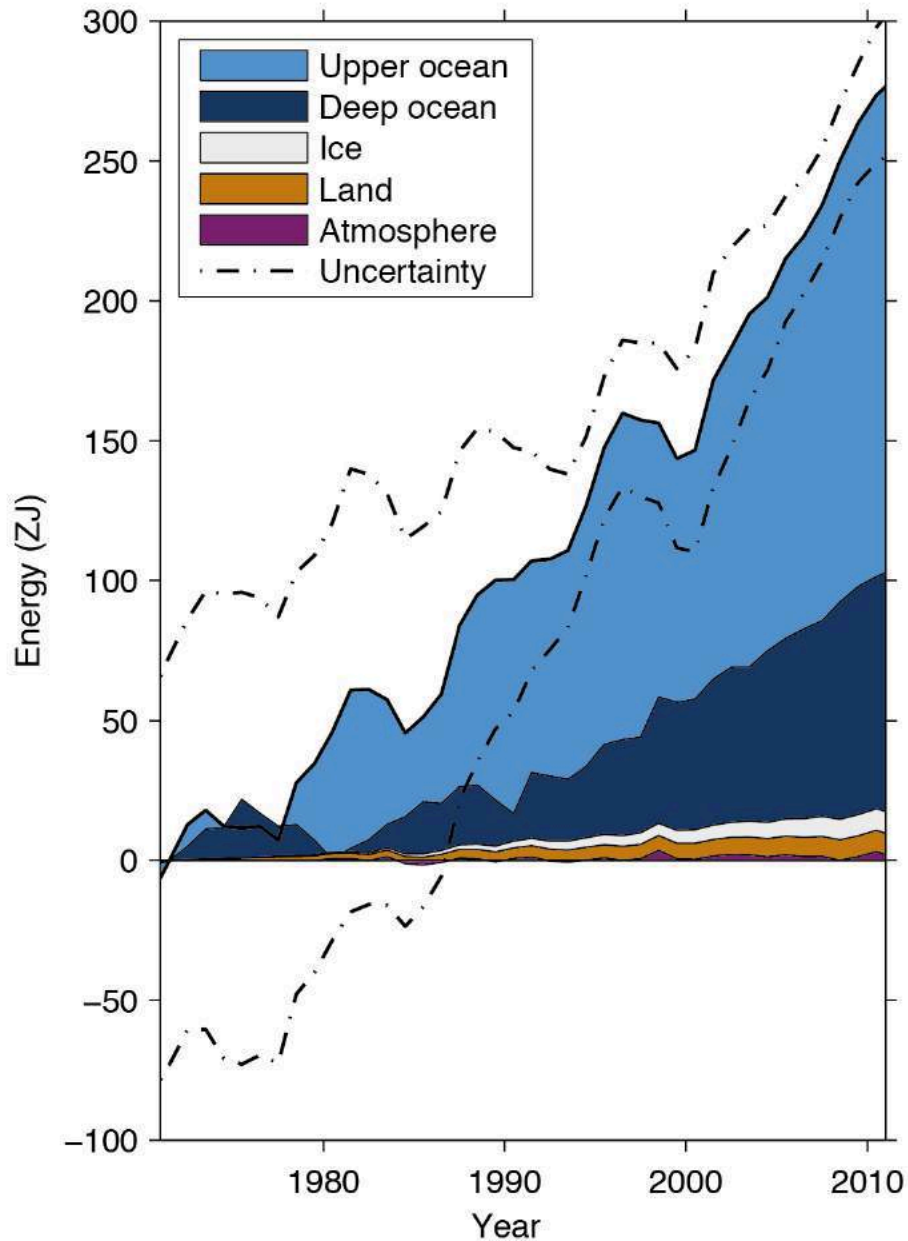 300
250
200
150
100
50
0
−50
−100
Energy (ZJ)
Upper ocean
Deep ocean
Ice
Land
Atmosphere
Uncertainty
1980
1990
2000
2010
Year